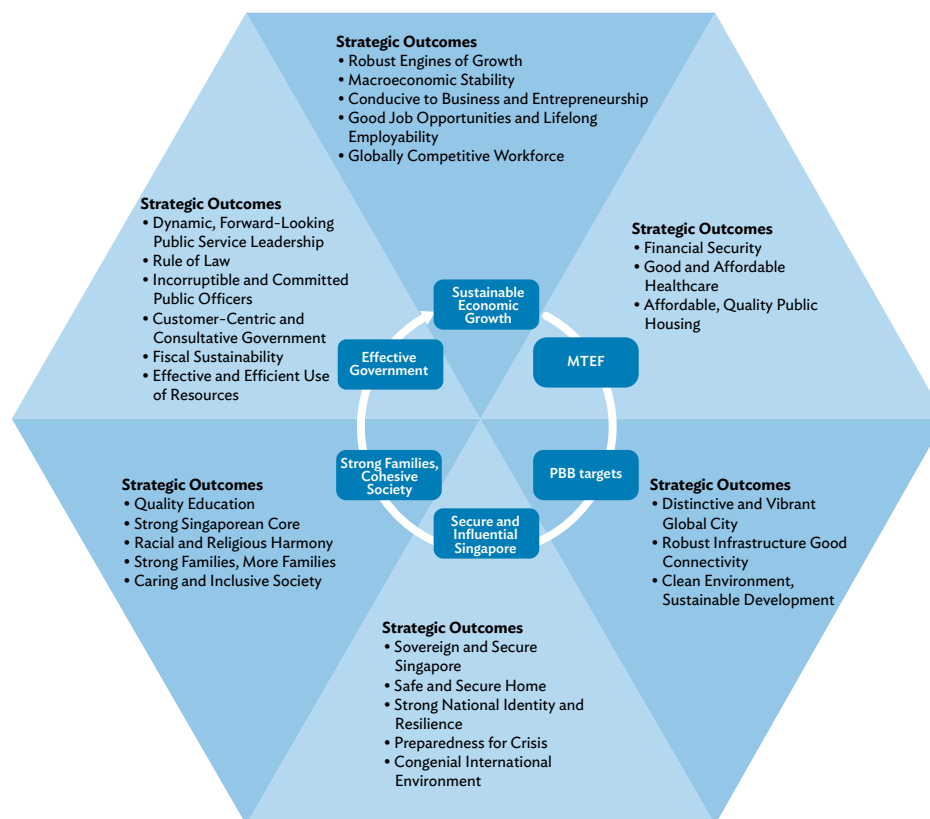 Strategic Outcomes
• Robust Engines of Growth
• Macroeconomic Stability
• Conducive to Business and Entrepreneurship
• Good Job Opportunities and Lifelong
Employability
• Globally Competitive Workforce
Strategic Outcomes
• Dynamic, Forward-Looking
Public Service Leadership
• Rule of Law
• Incorruptible and Committed
Public Officers
• Customer-Centric and
Consultative Government
• Fiscal Sustainability
• Effective and Efficient Use
of Resources
Strategic Outcomes
• Financial Security
• Good and Affordable
Healthcare
• Affordable, Quality Public
Housing
Sustainable
Economic
Growth
Effective
Government
MTEF
Strong Families,
Cohesive
Society
PBB targets
Secure and
Influential
Singapore
Strategic Outcomes
• Quality Education
• Strong Singaporean Core
• Racial and Religious Harmony
• Strong Families, More Families
• Caring and Inclusive Society
Strategic Outcomes
• Distinctive and Vibrant
Global City
• Robust Infrastructure Good
Connectivity
• Clean Environment,
Sustainable Development
Strategic Outcomes
• Sovereign and Secure
Singapore
• Safe and Secure Home
• Strong National Identity and
Resilience
• Preparedness for Crisis
• Congenial International
Environment